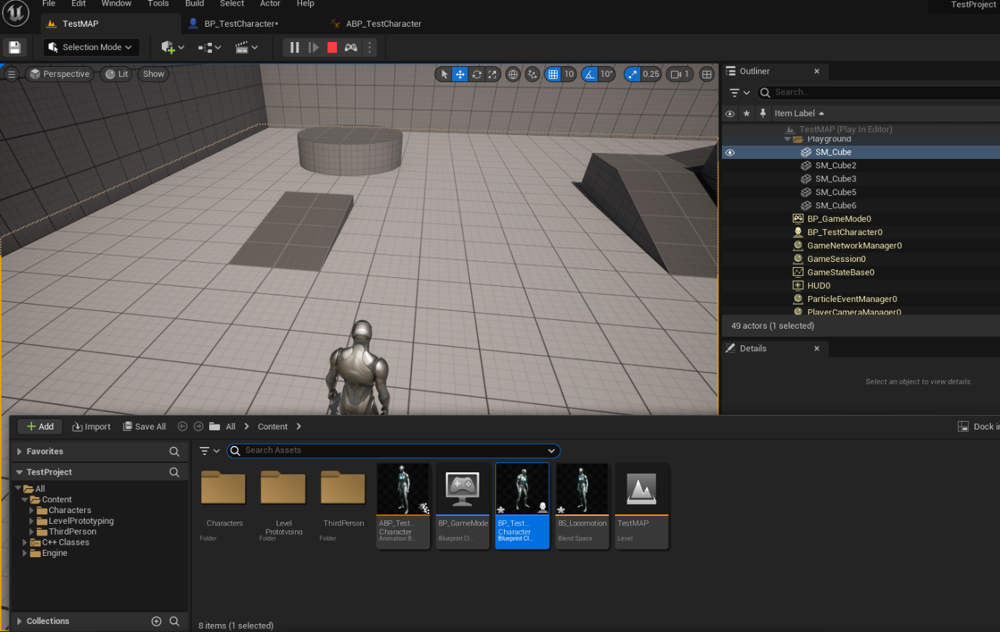 File Edit Window Tools Build Select Actor Help
TestProject
TestMAP BP_TestCharacter* ABP_TestCharacter
Selection Mode
Perspective Lit Show 10 10° 0.25 1
Outliner
Search...
Item Label
TestMAP (Play In Editor)
Playground
SM_Cube
SM_Cube2
SM_Cube3
SM_Cube5
SM_Cube6
BP_GameMode0
BP_TestCharacter0
GameNetworkManager0
GameSession0
GameStateBase0
HUD0
ParticleEventManager0
PlayerCameraManager0
49 actors (1 selected)
Details
Select an object to view details.
Add Import Save All All Content Dock in
Favorites
TestProject
All
Content
Characters
LevelPrototyping
ThirdPerson
C++ Classes
Engine
Collections
Search Assets
Characters
Folder
Level
Prototyping
Folder
ThirdPerson
Folder
ABP_Test...
Character
Animation B...
BP_GameMode
Blueprint Cl...
BP_Test...
Character
Blueprint Cl...
BS_Locomotion
Blend Space
TestMAP
Level
8 items (1 selected)